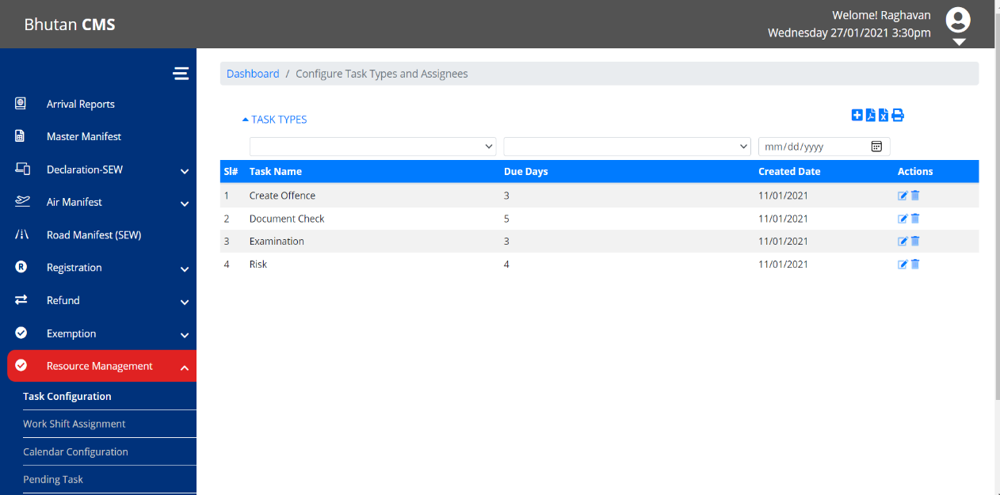 Bhutan CMS
Welome! Raghavan
Wednesday 27/01/2021 3:30pm
Arrival Reports
Master Manifest
Declaration-SEW
Air Manifest
Road Manifest (SEW)
R Registration
Refund
Exemption
Resource Management
Task Configuration
Work Shift Assignment
Calendar Configuration
Pending Task
Dashboard / Configure Task Types and Assignees
TASK TYPES
mm/dd/yyyy
Sl# Task Name Due Days Created Date Actions
1 Create Offence 3 11/01/2021
2 Document Check 5 11/01/2021
3 Examination 3 11/01/2021
4 Risk 4 11/01/2021